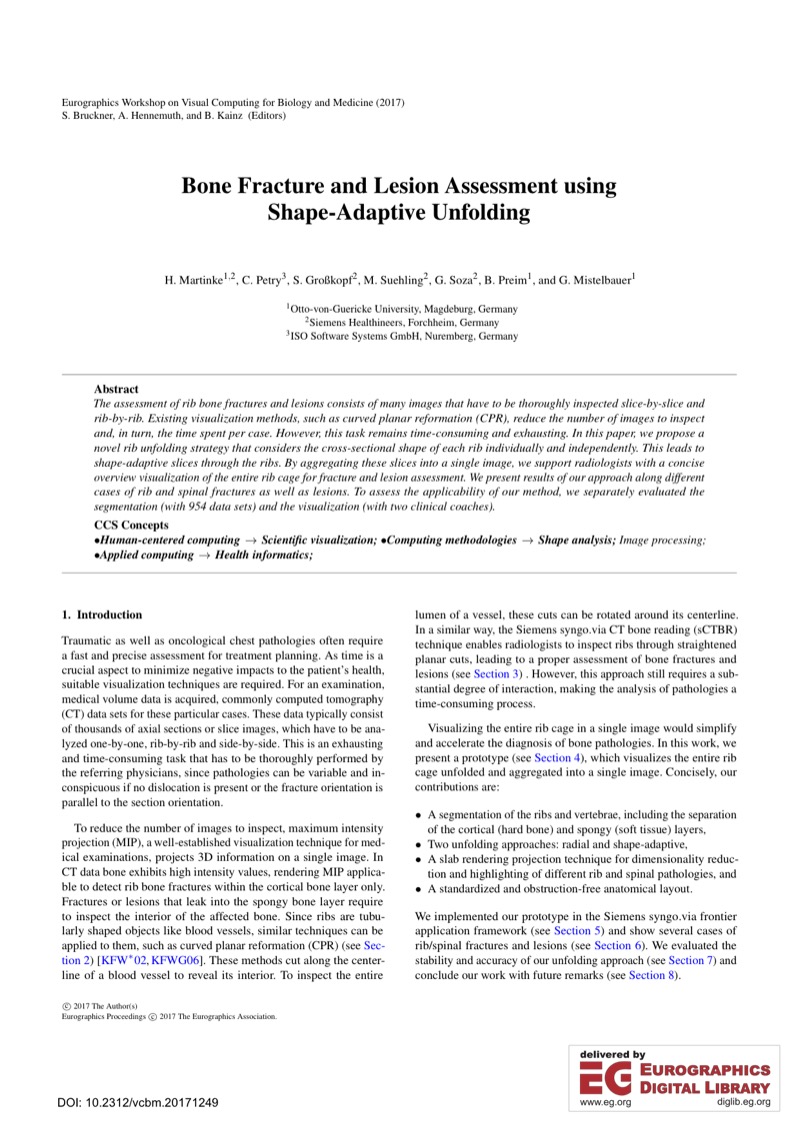 Eurographics Workshop on Visual Computing for Biology and Medicine (2017)
S. Bruckner, A. Hennemuth, and B. Kainz (Editors)
Bone Fracture and Lesion Assessment using
Shape-Adaptive Unfolding
H. Martinke1,2, C. Petry3, S. Großkopf2, M. Suehling2, G. Soza2, B. Preim1, and G. Mistelbauer1
1Otto-von-Guericke University, Magdeburg, Germany
2Siemens Healthineers, Forchheim, Germany
3ISO Software Systems GmbH, Nuremberg, Germany
Abstract
The assessment of rib bone fractures and lesions consists of many images that have to be thoroughly inspected slice-by-slice and
rib-by-rib. Existing visualization methods, such as curved planar reformation (CPR), reduce the number of images to inspect
and, in turn, the time spent per case. However, this task remains time-consuming and exhausting. In this paper, we propose a
novel rib unfolding strategy that considers the cross-sectional shape of each rib individually and independently. This leads to
shape-adaptive slices through the ribs. By aggregating these slices into a single image, we support radiologists with a concise
overview visualization of the entire rib cage for fracture and lesion assessment. We present results of our approach along different
cases of rib and spinal fractures as well as lesions. To assess the applicability of our method, we separately evaluated the
segmentation (with 954 data sets) and the visualization (with two clinical coaches).
CCS Concepts
•Human-centered computing → Scientific visualization; •Computing methodologies → Shape analysis; Image processing;
•Applied computing → Health informatics;
1. Introduction
Traumatic as well as oncological chest pathologies often require
a fast and precise assessment for treatment planning. As time is a
crucial aspect to minimize negative impacts to the patient's health,
suitable visualization techniques are required. For an examination,
medical volume data is acquired, commonly computed tomography
(CT) data sets for these particular cases. These data typically consist
of thousands of axial sections or slice images, which have to be ana-
lyzed one-by-one, rib-by-rib and side-by-side. This is an exhausting
and time-consuming task that has to be thoroughly performed by
the referring physicians, since pathologies can be variable and in-
conspicuous if no dislocation is present or the fracture orientation is
parallel to the section orientation.
To reduce the number of images to inspect, maximum intensity
projection (MIP), a well-established visualization technique for med-
ical examinations, projects 3D information on a single image. In
CT data bone exhibits high intensity values, rendering MIP applica-
ble to detect rib bone fractures within the cortical bone layer only.
Fractures or lesions that leak into the spongy bone layer require
to inspect the interior of the affected bone. Since ribs are tubu-
larly shaped objects like blood vessels, similar techniques can be
applied to them, such as curved planar reformation (CPR) (see Sec-
tion 2) [KFW*02, KFWG06]. These methods cut along the center-
line of a blood vessel to reveal its interior. To inspect the entire
lumen of a vessel, these cuts can be rotated around its centerline.
In a similar way, the Siemens syngo.via CT bone reading (sCTBR)
technique enables radiologists to inspect ribs through straightened
planar cuts, leading to a proper assessment of bone fractures and
lesions (see Section 3) . However, this approach still requires a sub-
stantial degree of interaction, making the analysis of pathologies a
time-consuming process.
Visualizing the entire rib cage in a single image would simplify
and accelerate the diagnosis of bone pathologies. In this work, we
present a prototype (see Section 4), which visualizes the entire rib
cage unfolded and aggregated into a single image. Concisely, our
contributions are:
• A segmentation of the ribs and vertebrae, including the separation
of the cortical (hard bone) and spongy (soft tissue) layers,
• Two unfolding approaches: radial and shape-adaptive,
• A slab rendering projection technique for dimensionality reduc-
tion and highlighting of different rib and spinal pathologies, and
• A standardized and obstruction-free anatomical layout.
We implemented our prototype in the Siemens syngo.via frontier
application framework (see Section 5) and show several cases of
rib/spinal fractures and lesions (see Section 6). We evaluated the
stability and accuracy of our unfolding approach (see Section 7) and
conclude our work with future remarks (see Section 8).
© 2017 The Author(s)
Eurographics Proceedings © 2017 The Eurographics Association.
DOI: 10.2312/vcbm.20171249
delivered by
EG EUROGRAPHICS
DIGITAL LIBRARY
www.eg.org diglib.eg.org